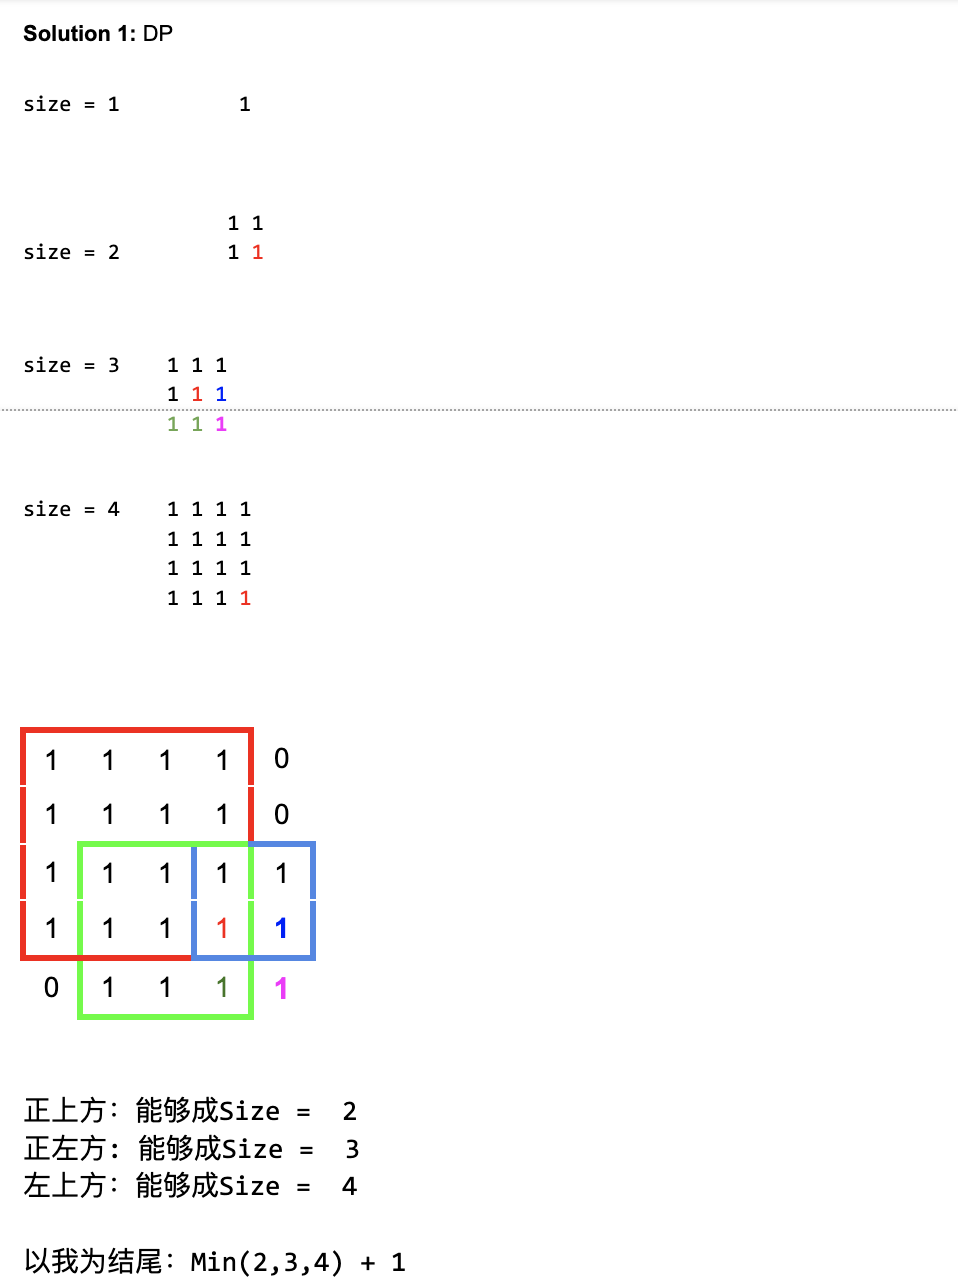 Solution 1: DP
size = 1 1
1 1
size = 2 1 1
size = 3 1 1 1
1 1 1
1 1 1
size = 4 1 1 1 1
1 1 1 1
1 1 1 1
1 1 1 1
1 1 1 1 0
1 1 1 1 0
1 1 1 1 1
1 1 1 1 1
0 1 1 1 1
正上方：能够成Size = 2
正左方: 能够成Size = 3
左上方：能够成Size = 4
以我为结尾：Min(2,3,4) + 1